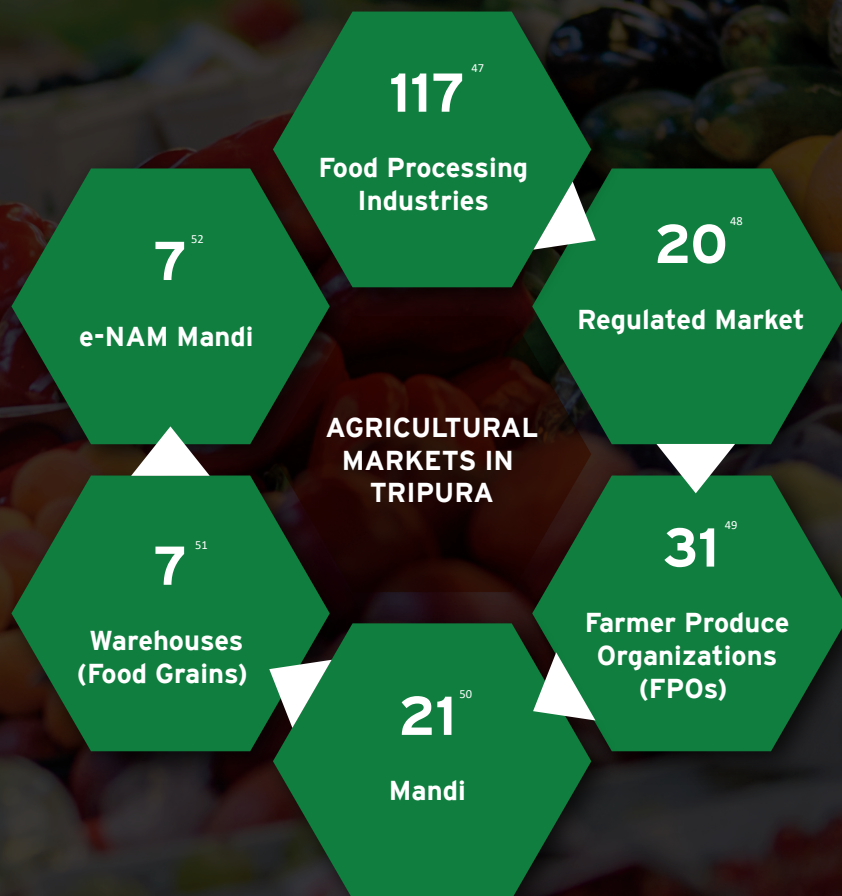 117 47
Food Processing
Industries
20 48
Regulated Market
31 49
Farmer Produce
Organizations
(FPOs)
21 50
Mandi
7 51
Warehouses
(Food Grains)
7 52
e-NAM Mandi
AGRICULTURAL
MARKETS IN
TRIPURA